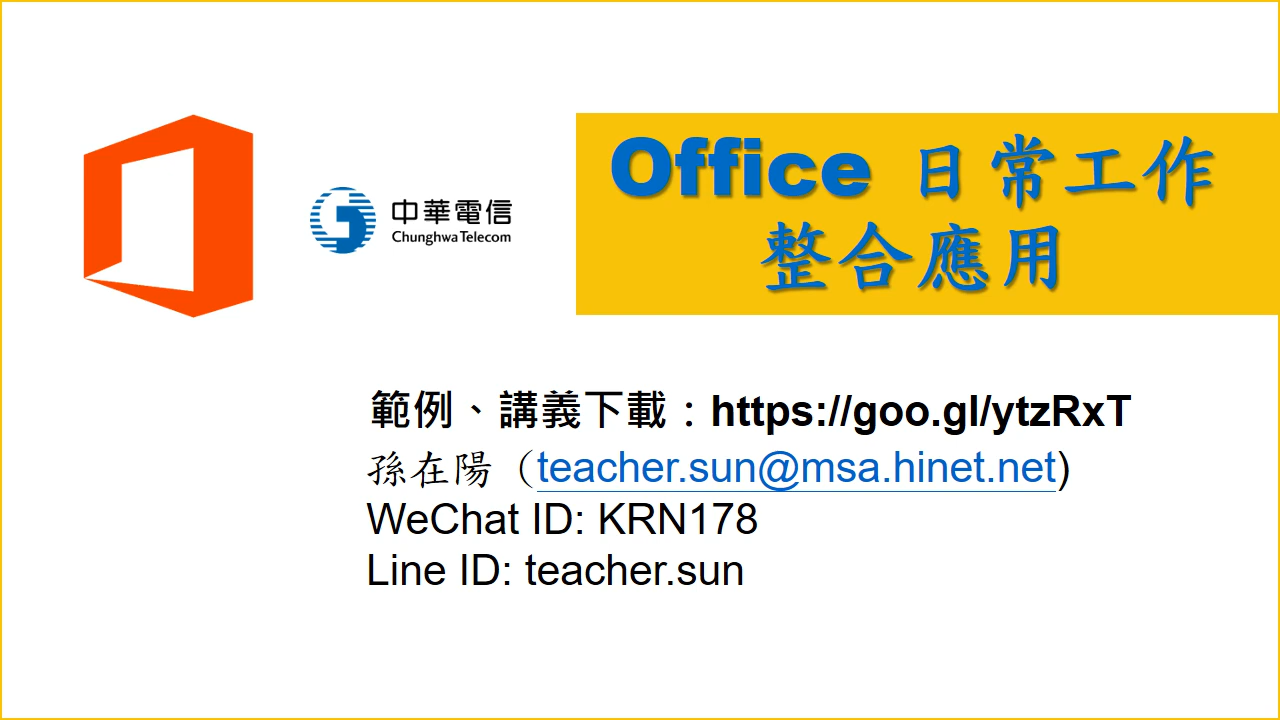 中華電信
Chunghwa Telecom
Office 日常工作
整合應用
範例、講義下載：https://goo.gl/ytzRxT
孫在陽（teacher.sun@msa.hinet.net)
WeChat ID: KRN178
Line ID: teacher.sun